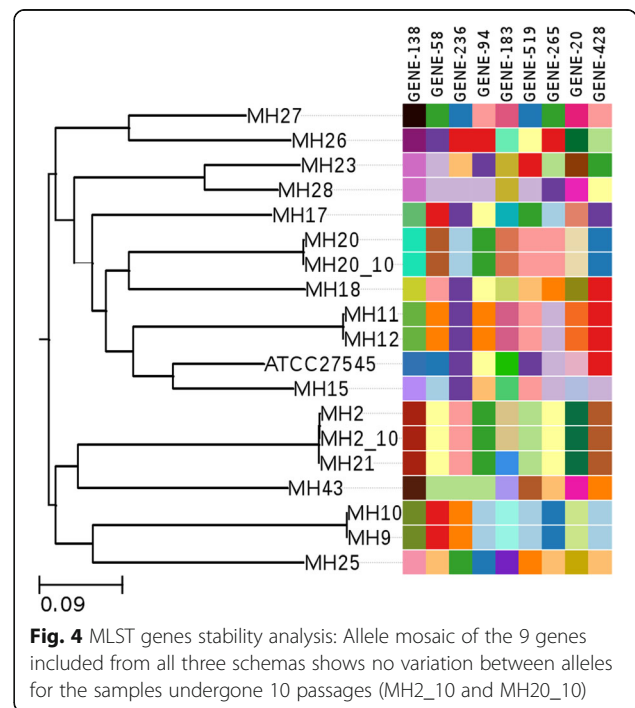 GENE-138
GENE-58
GENE-236
GENE-94
GENE-183
GENE-519
GENE-265
GENE-20
GENE-428
MH27
MH26
MH23
MH28
MH17
MH20
MH20_10
MH18
MH11
MH12
ATCC27545
MH15
MH2
MH2_10
MH21
MH43
MH10
MH9
MH25
0.09
Fig. 4 MLST genes stability analysis: Allele mosaic of the 9 genes
included from all three schemas shows no variation between alleles
for the samples undergone 10 passages (MH2_10 and MH20_10)